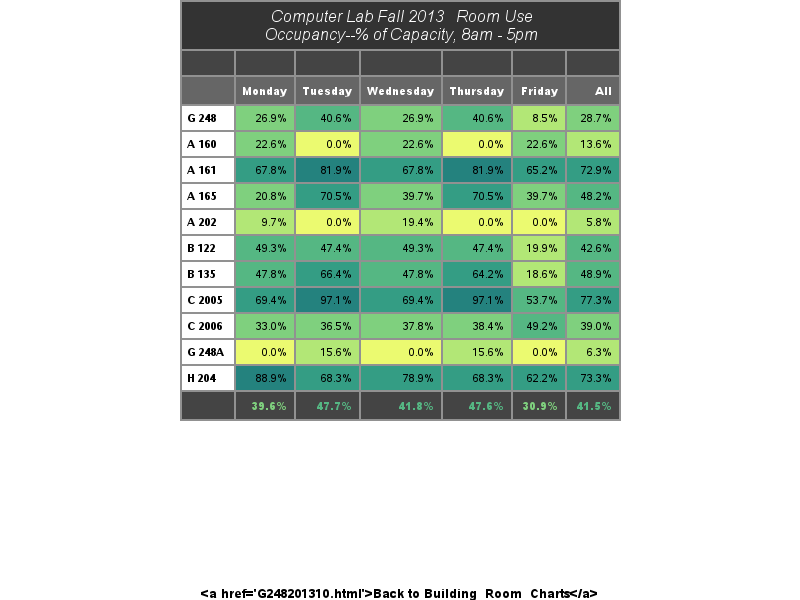 Computer Lab Fall 2013 Room Use
Occupancy--% of Capacity, 8am - 5pm
Monday Tuesday Wednesday Thursday Friday All
G 248 26.9% 40.6% 26.9% 40.6% 8.5% 28.7%
A 160 22.6% 0.0% 22.6% 0.0% 22.6% 13.6%
A 161 67.8% 81.9% 67.8% 81.9% 65.2% 72.9%
A 165 20.8% 70.5% 39.7% 70.5% 39.7% 48.2%
A 202 9.7% 0.0% 19.4% 0.0% 0.0% 5.8%
B 122 49.3% 47.4% 49.3% 47.4% 19.9% 42.6%
B 135 47.8% 66.4% 47.8% 64.2% 18.6% 48.9%
C 2005 69.4% 97.1% 69.4% 97.1% 53.7% 77.3%
C 2006 33.0% 36.5% 37.8% 38.4% 49.2% 39.0%
G 248A 0.0% 15.6% 0.0% 15.6% 0.0% 6.3%
H 204 88.9% 68.3% 78.9% 68.3% 62.2% 73.3%
39.6% 47.7% 41.8% 47.6% 30.9% 41.5%
<a href='G248201310.html'>Back to Building Room Charts</a>